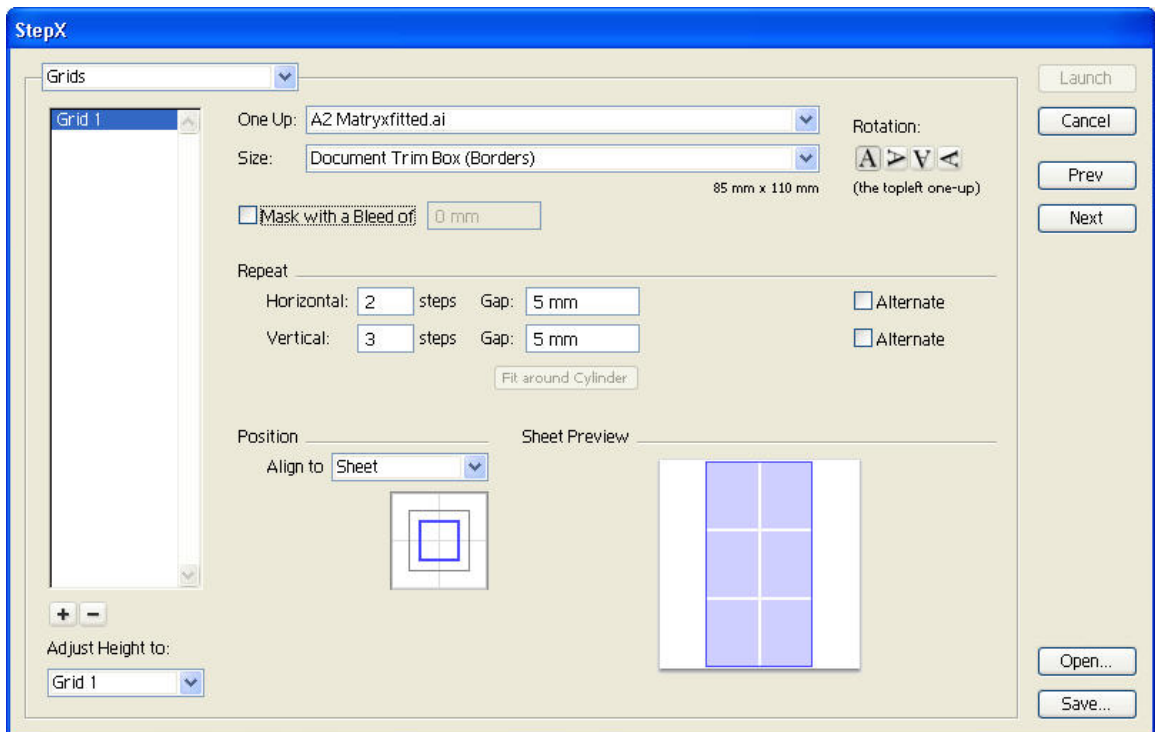 StepX
Grids
Launch
Grid 1
One Up: A2 Matryxfitted.ai
Rotation:
Cancel
Size: Document Trim Box (Borders)
A A A A
85 mm x 110 mm
(the topleft one-up)
Prev
Mask with a Bleed of 0 mm
Next
Repeat
Horizontal: 2 steps Gap: 5 mm
Alternate
Vertical: 3 steps Gap: 5 mm
Alternate
Fit around Cylinder
Position
Sheet Preview
Align to Sheet
+ -
Adjust Height to:
Grid 1
Open...
Save...